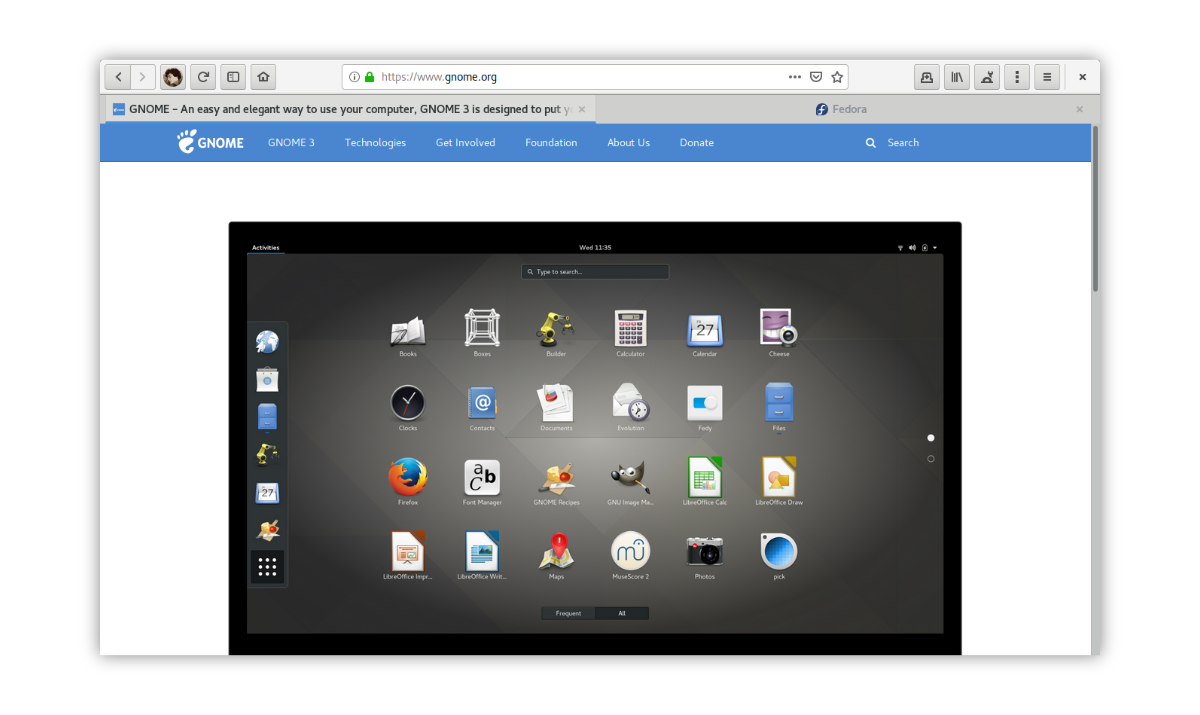 https://www.gnome.org
GNOME – An easy and elegant way to use your computer, GNOME 3 is designed to put
Fedora
GNOME
GNOME 3
Technologies
Get Involved
Foundation
About Us
Donate
Search
Activities
Wed 11:35
Type to search...
Books
Boxes
Builder
Calculator
Calendar
Cheese
27
Clocks
Contacts
Documents
Evolution
Fedy
Files
@
Firefox
Font Manager
GNOME Recipes
GNU Image Ma...
LibreOffice Calc
LibreOffice Draw
a b c
27
LibreOffice Impr...
LibreOffice Writ...
Maps
MuseScore 2
Photos
pick
mu
Frequent
All